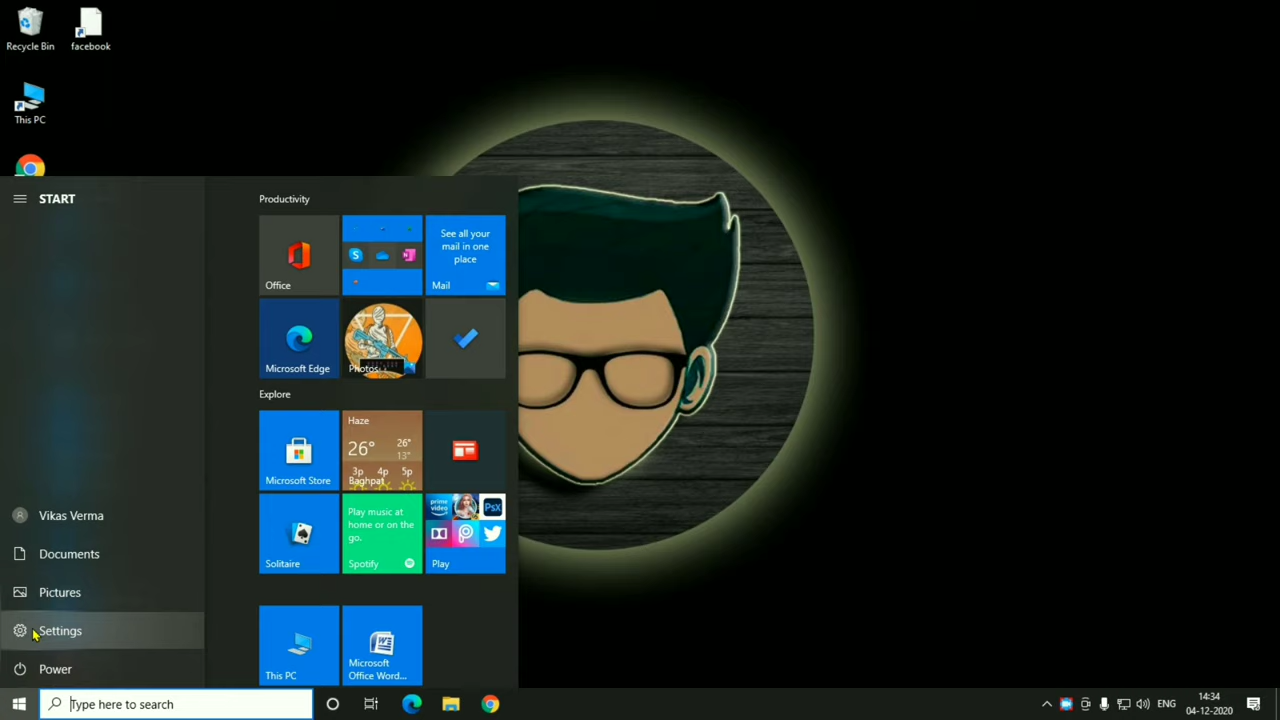 Recycle Bin
facebook
This PC
START
Productivity
Office
See all your
mail in one
place
Mail
Microsoft Edge
Photos
Explore
Microsoft Store
Haze
26°
26°
13°
3p 4p 5p
Baghpat
Solitaire
Play music at
home or on the
go.
Spotify
prime
video
PSX
Play
Vikas Verma
Documents
Pictures
Settings
Power
This PC
Microsoft
Office Word...
Type here to search
ENG
14:34
04-12-2020